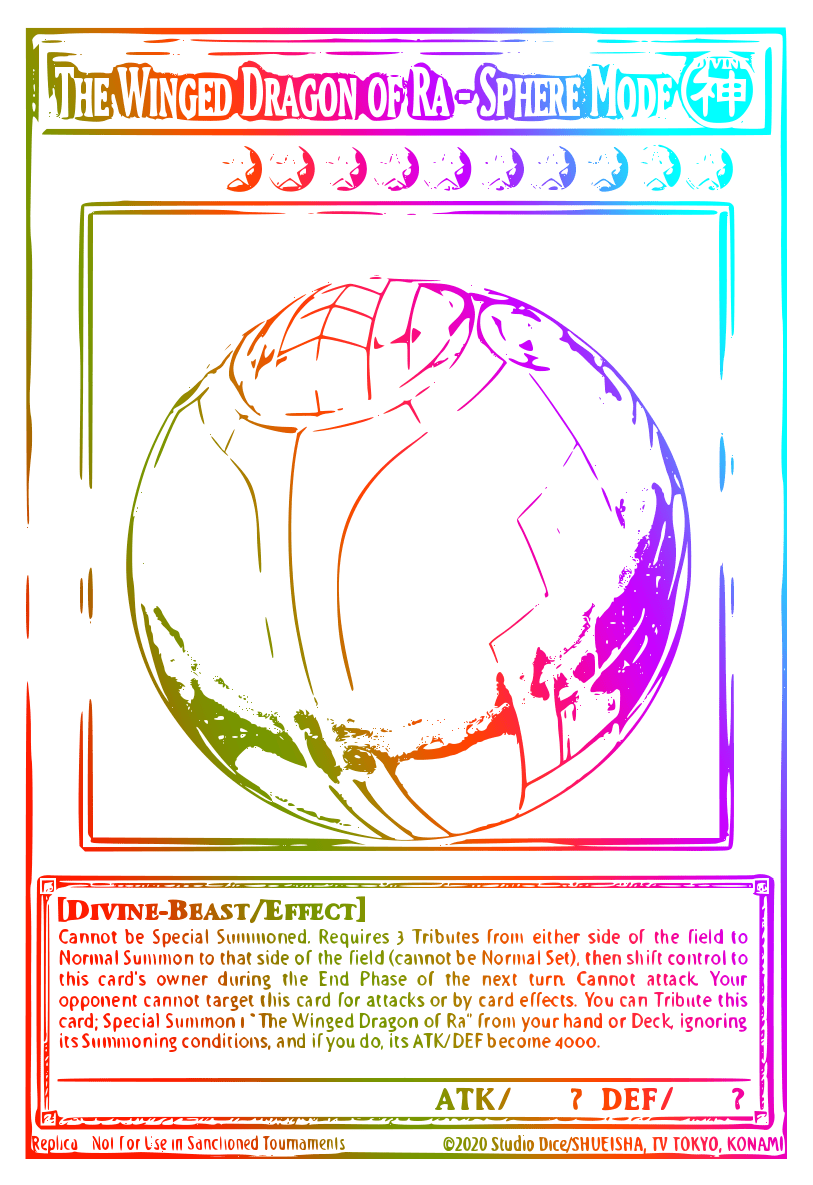 The Winged Dragon of Ra - Sphere Mode
DIVINE
神
[Divine-Beast/Effect]
Cannot be Special Summoned. Requires 3 Tributes from either side of the field to
Normal Summon to that side of the field (cannot be Normal Set), then shift control to
this card's owner during the End Phase of the next turn. Cannot attack. Your
opponent cannot target this card for attacks or by card effects. You can Tribute this
card; Special Summon 1 "The Winged Dragon of Ra" from your hand or Deck, ignoring
its Summoning conditions, and if you do, its ATK/DEF become 4000.
ATK/ ? DEF/ ?
Replica Not For Use in Sanctioned Tournaments
©2020 Studio Dice/SHUEISHA, TV TOKYO, KONAMI